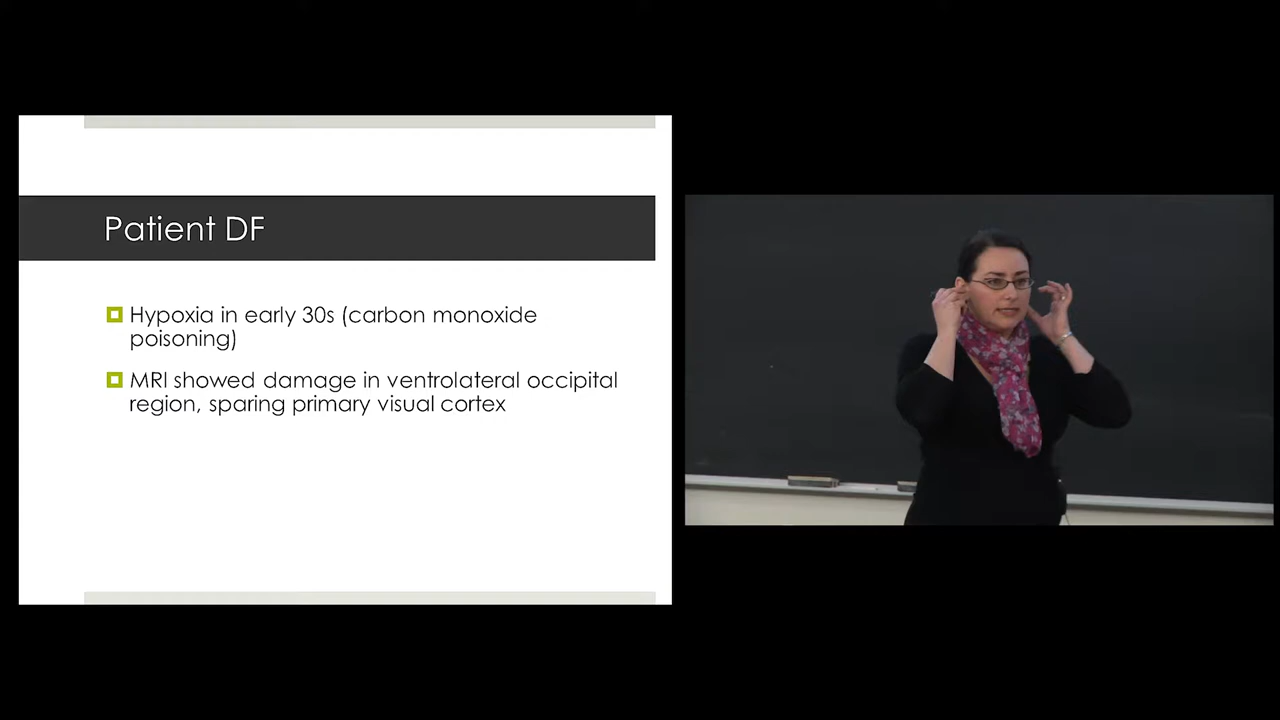 Patient DF
Hypoxia in early 30s (carbon monoxide
poisoning)
MRI showed damage in ventrolateral occipital
region, sparing primary visual cortex